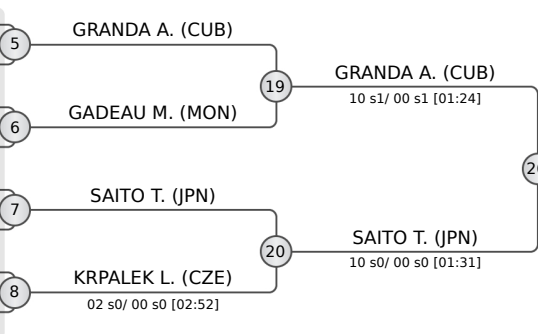 GRANDA A. (CUB)
5
19
GRANDA A. (CUB)
10 s1/ 00 s1 [01:24]
GADEAU M. (MON)
6
SAITO T. (JPN)
7
20
SAITO T. (JPN)
10 s0/ 00 s0 [01:31]
KRPALEK L. (CZE)
8
02 s0/ 00 s0 [02:52]